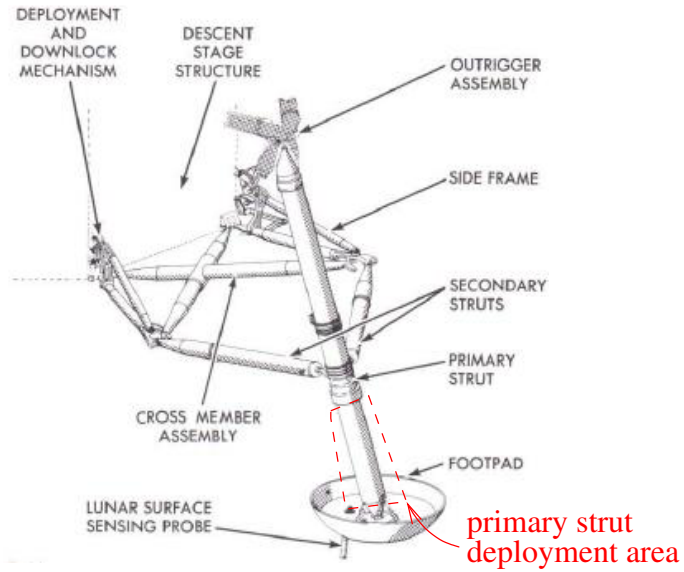 DEPLOYMENT
AND
DOWNLOCK
MECHANISM
DESCENT
STAGE
STRUCTURE
OUTRIGGER
ASSEMBLY
SIDE FRAME
SECONDARY
STRUTS
PRIMARY
STRUT
CROSS MEMBER
ASSEMBLY
FOOTPAD
LUNAR SURFACE
SENSING PROBE
primary strut
deployment area